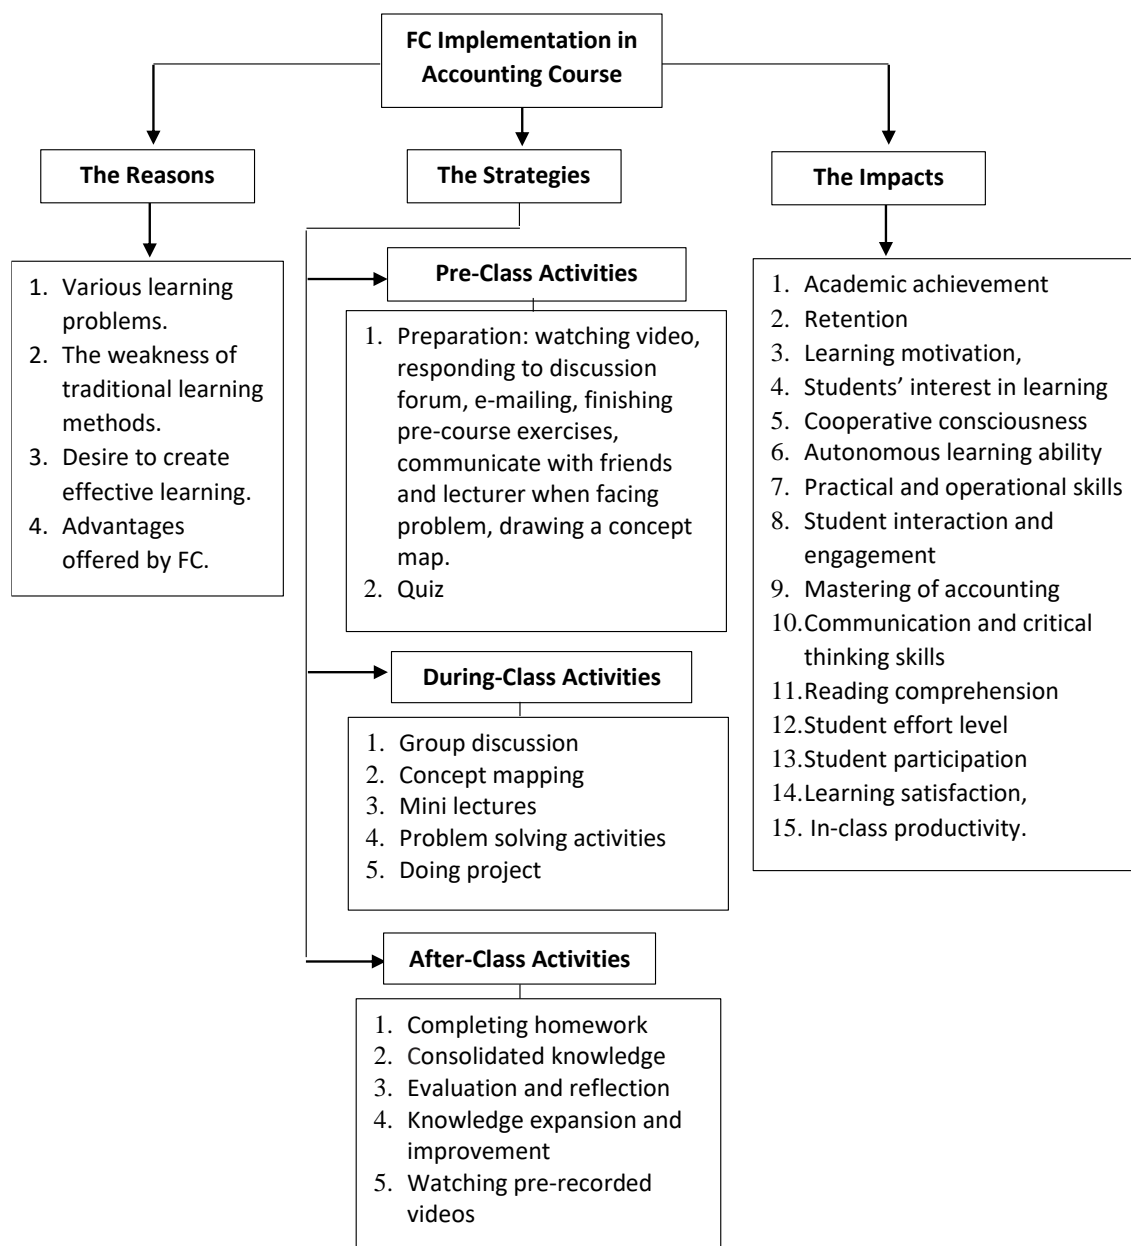 FC Implementation in
Accounting Course
The Reasons
1. Various learning
problems.
2. The weakness of
traditional learning
methods.
3. Desire to create
effective learning.
4. Advantages
offered by FC.
The Strategies
Pre-Class Activities
1. Preparation: watching video,
responding to discussion
forum, e-mailing, finishing
pre-course exercises,
communicate with friends
and lecturer when facing
problem, drawing a concept
map.
2. Quiz
During-Class Activities
1. Group discussion
2. Concept mapping
3. Mini lectures
4. Problem solving activities
5. Doing project
After-Class Activities
1. Completing homework
2. Consolidated knowledge
3. Evaluation and reflection
4. Knowledge expansion and
improvement
5. Watching pre-recorded
videos
The Impacts
1. Academic achievement
2. Retention
3. Learning motivation,
4. Students’ interest in learning
5. Cooperative consciousness
6. Autonomous learning ability
7. Practical and operational skills
8. Student interaction and
engagement
9. Mastering of accounting
10. Communication and critical
thinking skills
11. Reading comprehension
12. Student effort level
13. Student participation
14. Learning satisfaction,
15. In-class productivity.